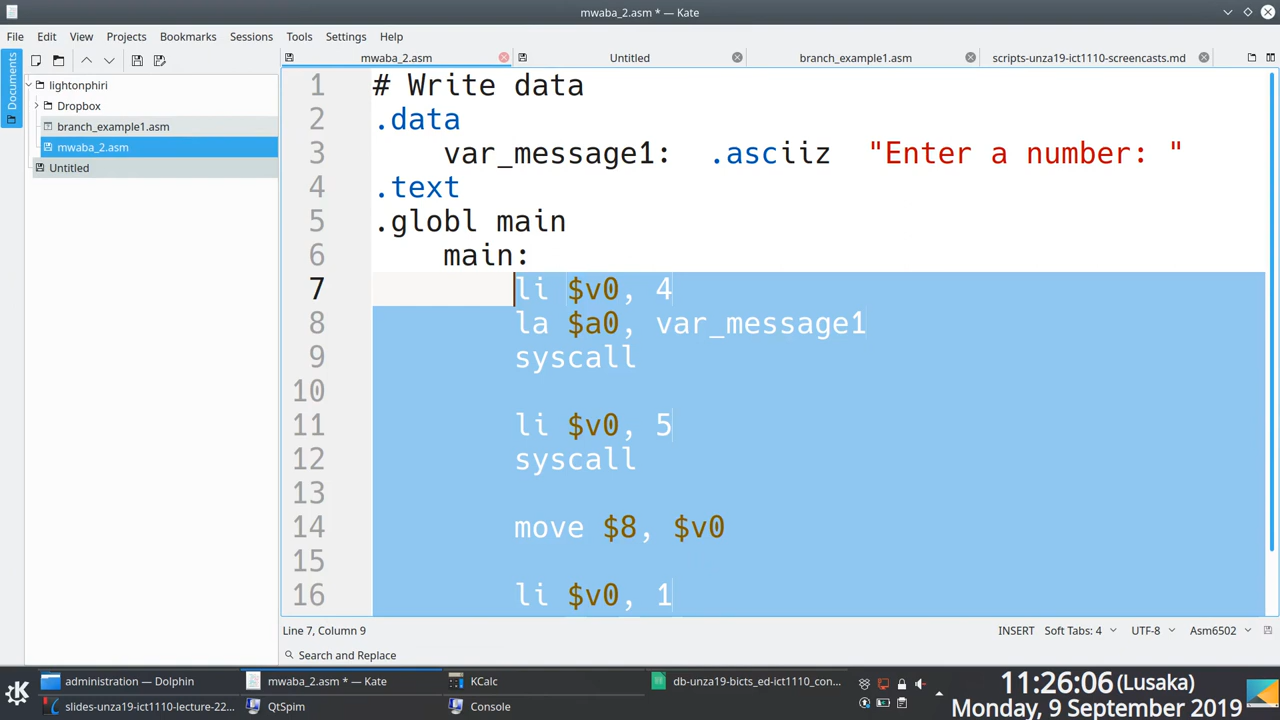 mwaba_2.asm * — Kate
File Edit View Projects Bookmarks Sessions Tools Settings Help
mwaba_2.asm Untitled branch_example1.asm scripts-unza19-ict1110-screencasts.md
Documents
lightonphiri
Dropbox
branch_example1.asm
mwaba_2.asm
Untitled
1 # Write data
2 .data
3 var_message1: .asciiz "Enter a number: "
4 .text
5 .globl main
6 main:
7 li $v0, 4
8 la $a0, var_message1
9 syscall
10
11 li $v0, 5
12 syscall
13
14 move $8, $v0
15
16 li $v0, 1
Line 7, Column 9 INSERT Soft Tabs: 4 UTF-8 Asm6502
Search and Replace
administration — Dolphin mwaba_2.asm * — Kate KCalc db-unza19-bicts_ed-ict1110_con...
slides-unza19-ict1110-lecture-22... QtSpim Console
11:26:06 (Lusaka)
Monday, 9 September 2019